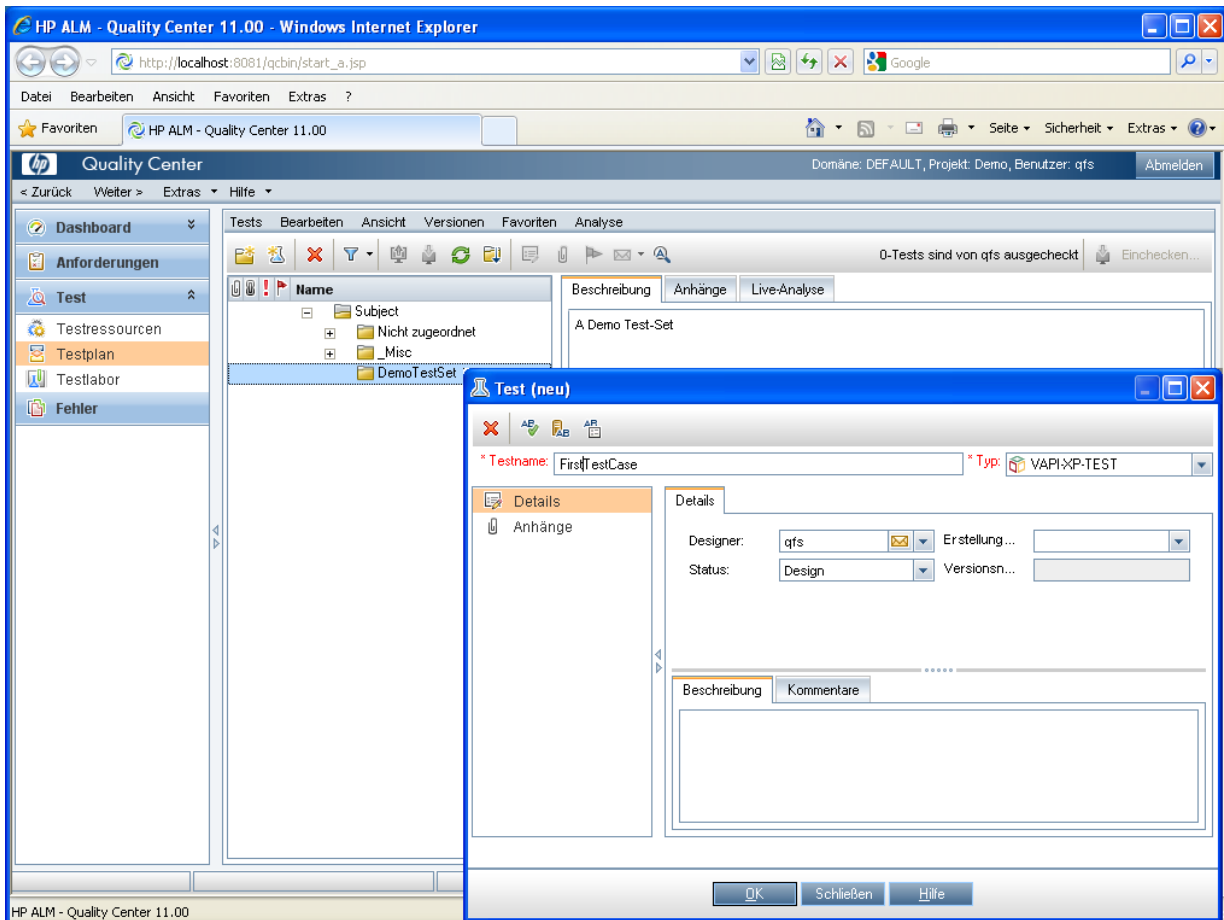 HP ALM - Quality Center 11.00 - Windows Internet Explorer
http://localhost:8081/qcbin/start_a.jsp
Google
Datei Bearbeiten Ansicht Favoriten Extras ?
Favoriten HP ALM - Quality Center 11.00 Seite Sicherheit Extras
hp Quality Center Domäne: DEFAULT, Projekt: Demo, Benutzer: qfs Abmelden
< Zurück Weiter > Extras Hilfe
Dashboard
Anforderungen
Test
Testressourcen
Testplan
Testlabor
Fehler
Tests Bearbeiten Ansicht Versionen Favoriten Analyse
0-Tests sind von qfs ausgecheckt Einchecken...
Name
Subject
Nicht zugeordnet
_Misc
DemoTestSet
Beschreibung Anhänge Live-Analyse
A Demo Test-Set
Test (neu)
* Testname: FirstTestCase * Typ: VAPI-XP-TEST
Details
Anhänge
Details
Designer: qfs Erstellung...
Status: Design Versionsn...
Beschreibung Kommentare
OK Schließen Hilfe
HP ALM - Quality Center 11.00